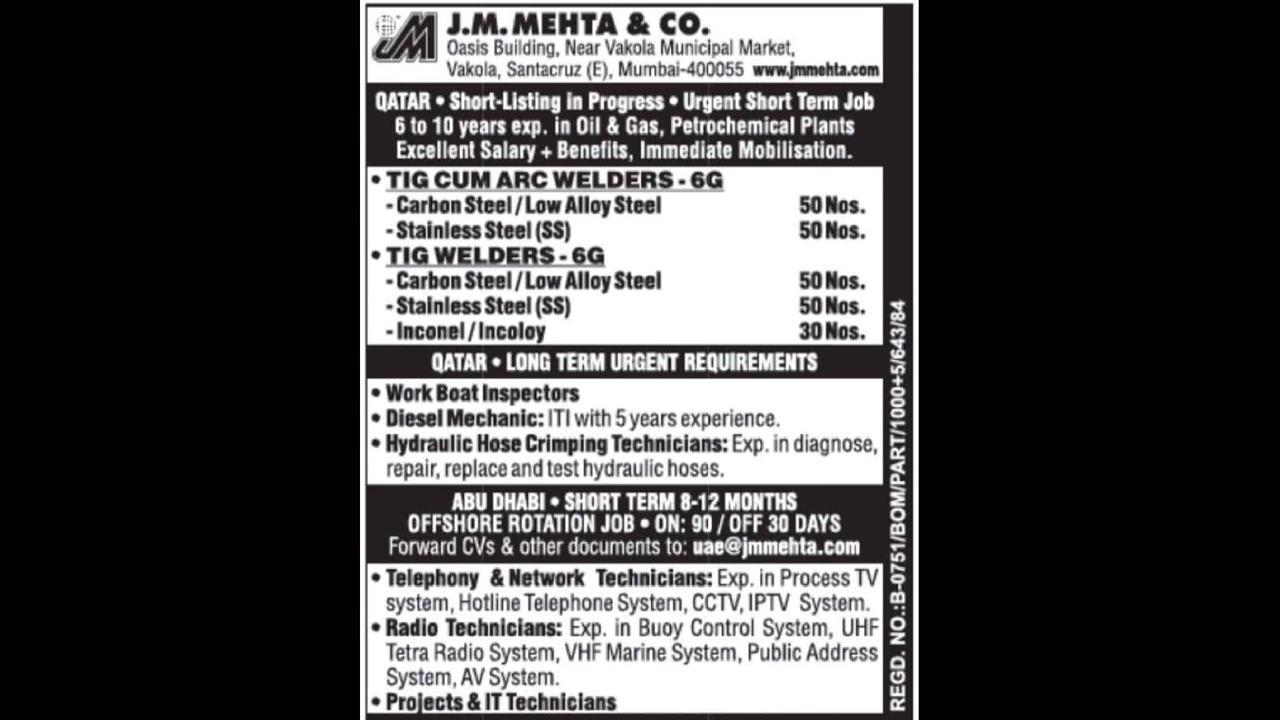 JM
J.M. MEHTA & CO.
Oasis Building, Near Vakola Municipal Market,
Vakola, Santacruz (E), Mumbai-400055 www.jmmehta.com
QATAR • Short-Listing in Progress • Urgent Short Term Job
6 to 10 years exp. in Oil & Gas, Petrochemical Plants
Excellent Salary + Benefits, Immediate Mobilisation.
• TIG CUM ARC WELDERS - 6G
- Carbon Steel / Low Alloy Steel 50 Nos.
- Stainless Steel (SS) 50 Nos.
• TIG WELDERS - 6G
- Carbon Steel / Low Alloy Steel 50 Nos.
- Stainless Steel (SS) 50 Nos.
- Inconel / Incoloy 30 Nos.
QATAR • LONG TERM URGENT REQUIREMENTS
• Work Boat Inspectors
• Diesel Mechanic: ITI with 5 years experience.
• Hydraulic Hose Crimping Technicians: Exp. in diagnose,
repair, replace and test hydraulic hoses.
ABU DHABI • SHORT TERM 8-12 MONTHS
OFFSHORE ROTATION JOB • ON: 90 / OFF 30 DAYS
Forward CVs & other documents to: uae@jmmehta.com
• Telephony & Network Technicians: Exp. in Process TV
system, Hotline Telephone System, CCTV, IPTV System.
• Radio Technicians: Exp. in Buoy Control System, UHF
Tetra Radio System, VHF Marine System, Public Address
System, AV System.
• Projects & IT Technicians
REGD. NO.:B-0751/BOM/PART/1000+5/643/84